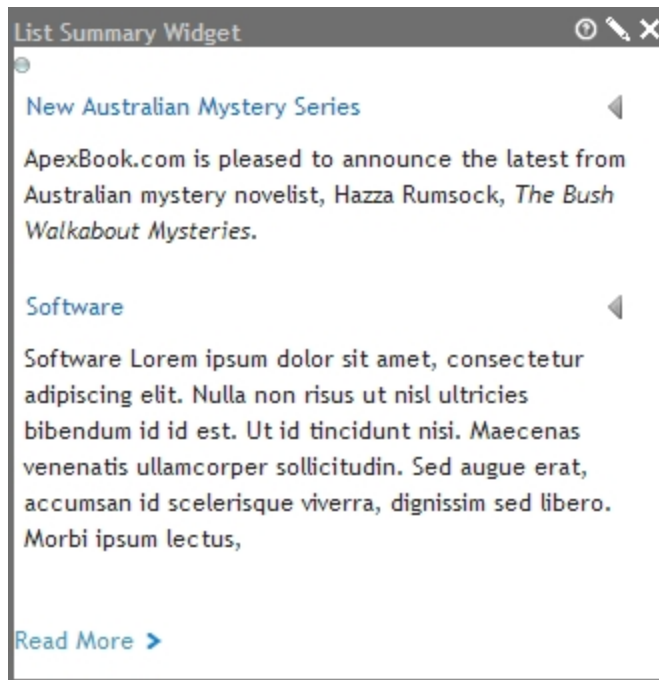 List Summary Widget
New Australian Mystery Series
ApexBook.com is pleased to announce the latest from
Australian mystery novelist, Hazza Rumsock, The Bush
Walkabout Mysteries.
Software
Software Lorem ipsum dolor sit amet, consectetur
adipiscing elit. Nulla non risus ut nisl ultricies
bibendum id id est. Ut id tincidunt nisi. Maecenas
venenatis ullamcorper sollicitudin. Sed augue erat,
accumsan id scelerisque viverra, dignissim sed libero.
Morbi ipsum lectus,
Read More >